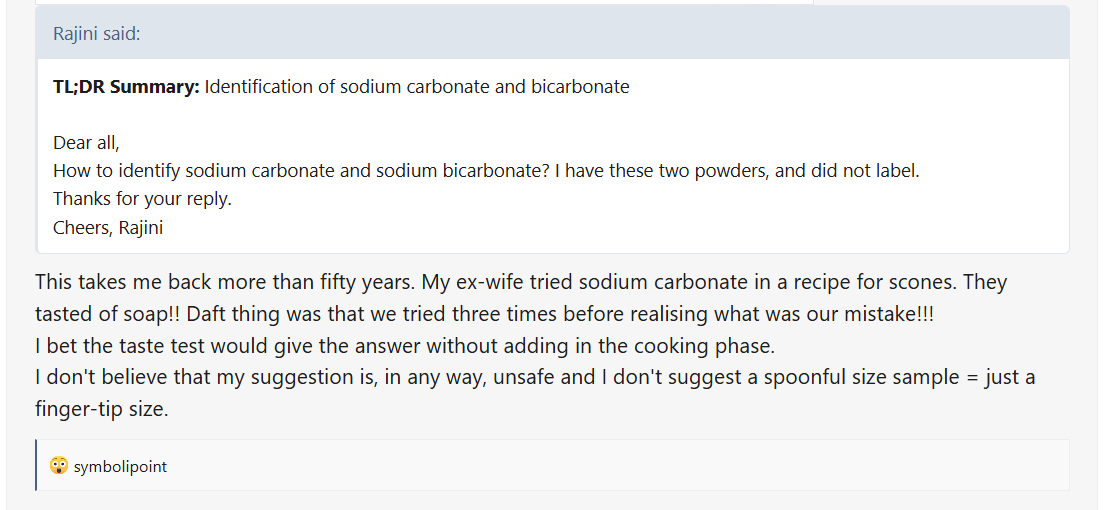 Rajini said:
TL;DR Summary: Identification of sodium carbonate and bicarbonate
Dear all,
How to identify sodium carbonate and sodium bicarbonate? I have these two powders, and did not label.
Thanks for your reply.
Cheers, Rajini
This takes me back more than fifty years. My ex-wife tried sodium carbonate in a recipe for scones. They
tasted of soap!! Daft thing was that we tried three times before realising what was our mistake!!!
I bet the taste test would give the answer without adding in the cooking phase.
I don't believe that my suggestion is, in any way, unsafe and I don't suggest a spoonful size sample = just a
finger-tip size.
symbolipoint